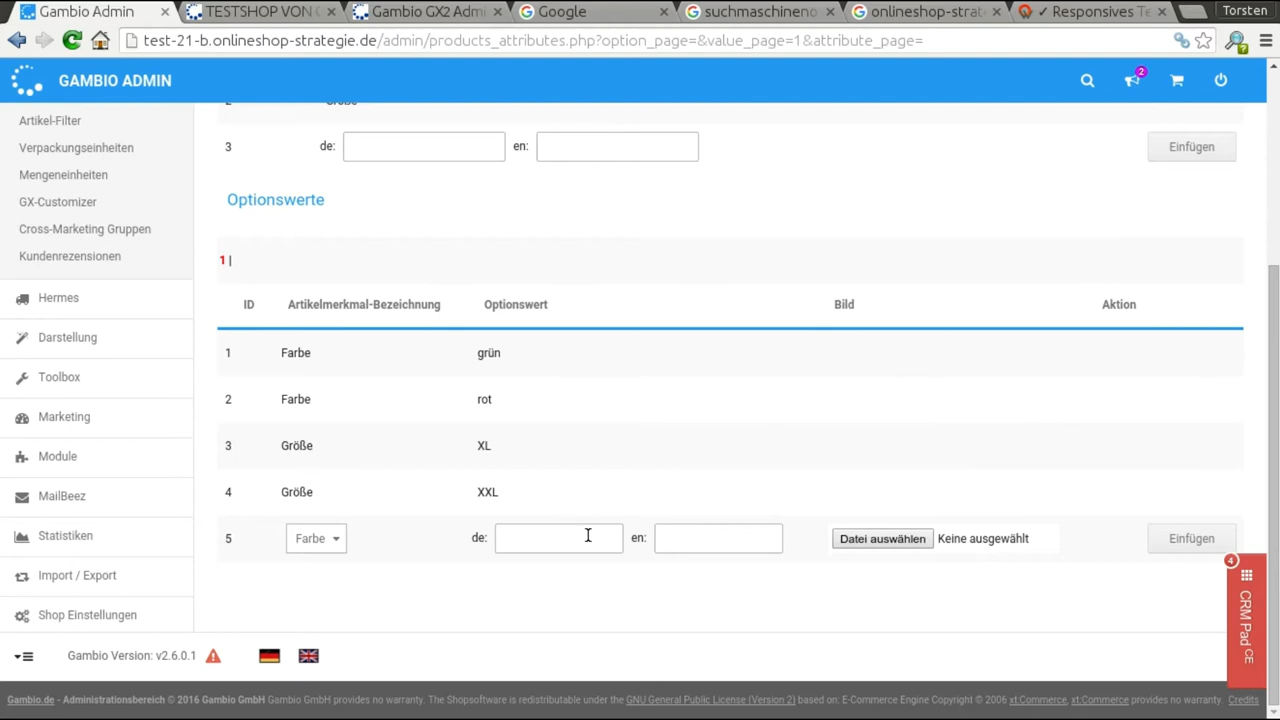 Gambio Admin
TESTSHOP VON
Gambio GX2 Admi
Google
suchmaschineno
onlineshop-strat
✓ Responsives Te
Torsten
test-21-b.onlineshop-strategie.de/admin/products_attributes.php?option_page=&value_page=1&attribute_page=
GAMBIO ADMIN
2
Artikel-Filter
Verpackungseinheiten
Mengeneinheiten
GX-Customizer
Cross-Marketing Gruppen
Kundenrezensionen
Hermes
Darstellung
Toolbox
Marketing
Module
MailBeez
Statistiken
Import / Export
Shop Einstellungen
2 Größe
3 de: en: Einfügen
Optionswerte
1 |
ID Artikelmerkmal-Bezeichnung Optionswert Bild Aktion
1 Farbe grün
2 Farbe rot
3 Größe XL
4 Größe XXL
5 Farbe de: en: Datei auswählen Keine ausgewählt Einfügen
4
CRM Pad CE
Gambio Version: v2.6.0.1
Gambio.de - Administrationsbereich © 2016 Gambio GmbH Gambio GmbH provides no warranty. The Shopsoftware is redistributable under the GNU General Public License (Version 2) based on: E-Commerce Engine Copyright © 2006 xt:Commerce, xt:Commerce provides no warranty. Credits